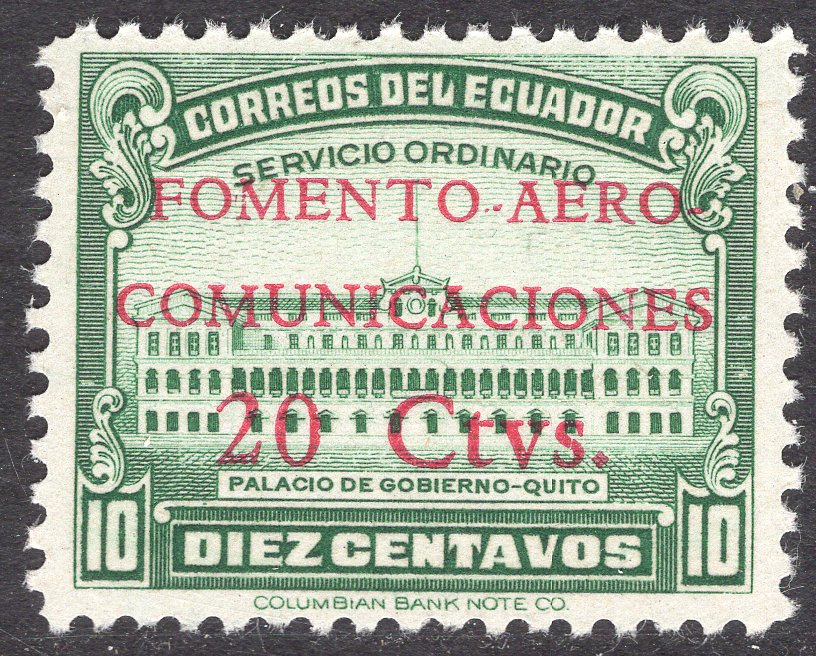 CORREOS DEL ECUADOR
SERVICIO ORDINARIO
FOMENTO-AERO-
COMUNICACIONES
20 Ctvs.
PALACIO DE GOBIERNO-QUITO
10 DIEZ CENTAVOS 10
COLUMBIAN BANK NOTE CO.